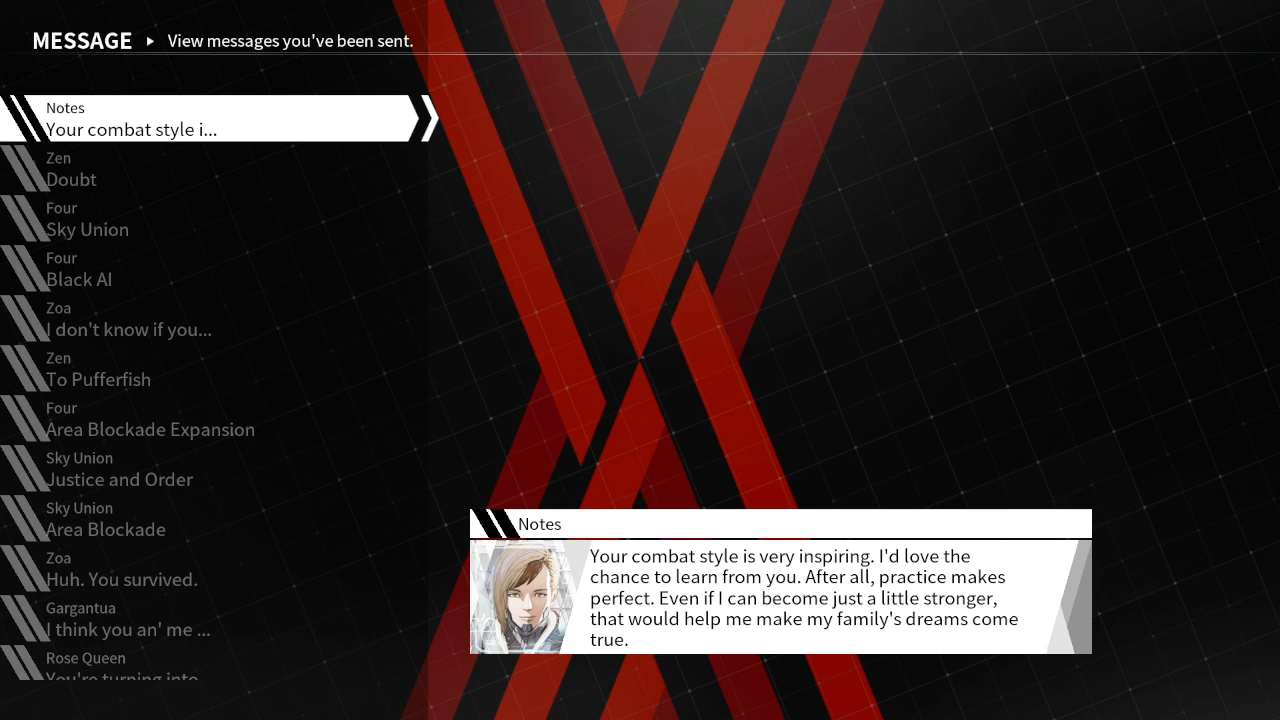 MESSAGE View messages you've been sent.
Notes
Your combat style i...
Zen
Doubt
Four
Sky Union
Four
Black AI
Zoa
I don't know if you...
Zen
To Pufferfish
Four
Area Blockade Expansion
Sky Union
Justice and Order
Sky Union
Area Blockade
Zoa
Huh. You survived.
Gargantua
I think you an' me ...
Rose Queen
You're turning into
Notes
Your combat style is very inspiring. I'd love the
chance to learn from you. After all, practice makes
perfect. Even if I can become just a little stronger,
that would help me make my family's dreams come
true.